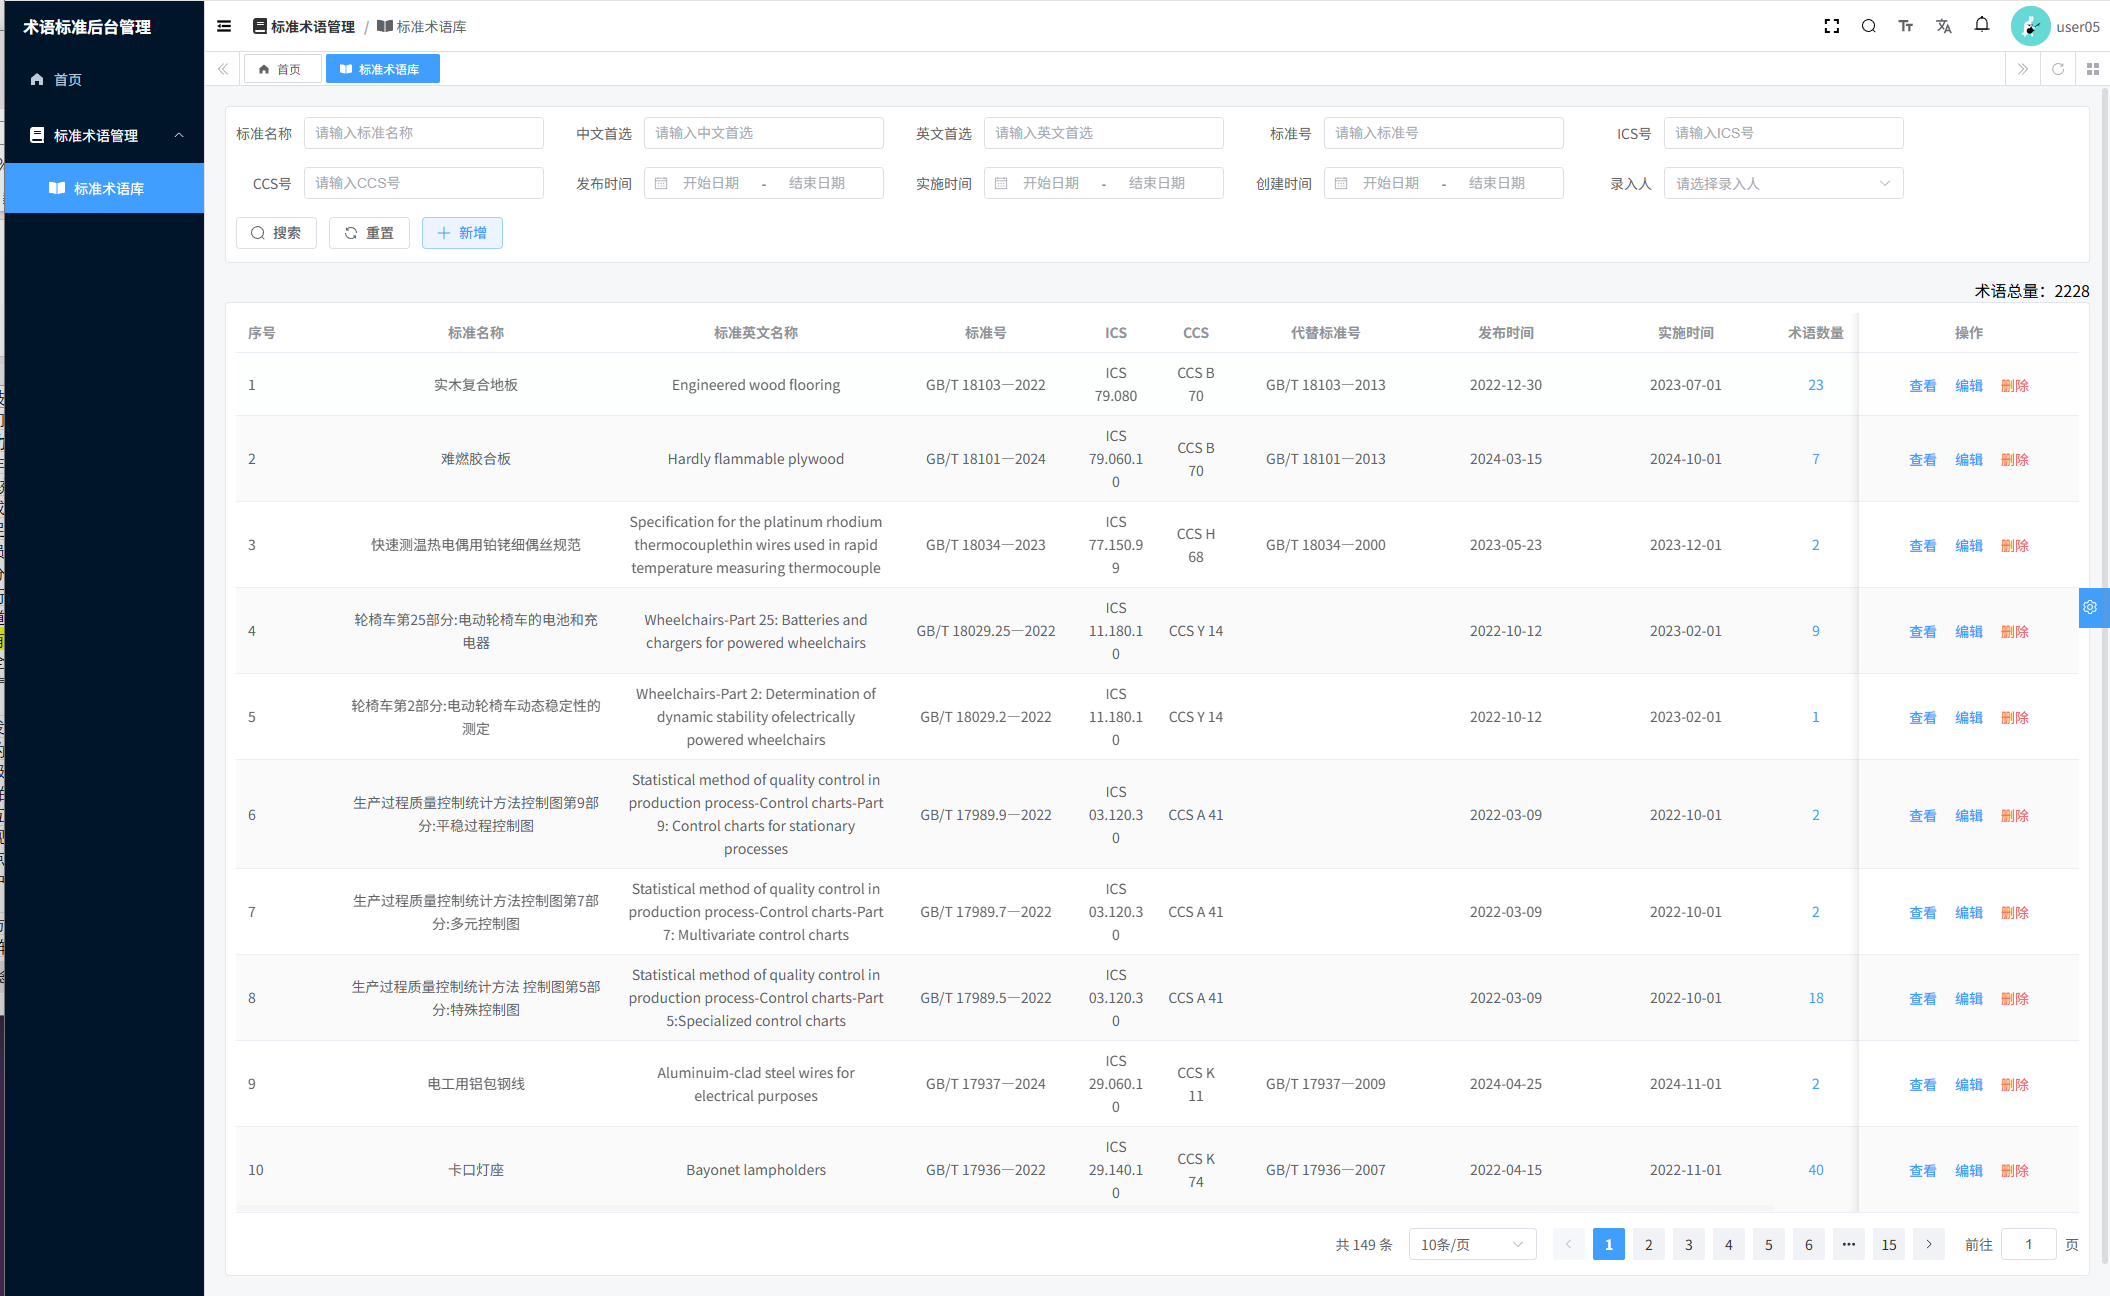 术语标准后台管理
首页
标准术语管理
标准术语库
标准术语管理 / 标准术语库
user05
首页
标准术语库
标准名称 请输入标准名称 中文首选 请输入中文首选 英文首选 请输入英文首选 标准号 请输入标准号 ICS号 请输入ICS号
CCS号 请输入CCS号 发布时间 开始日期 - 结束日期 实施时间 开始日期 - 结束日期 创建时间 开始日期 - 结束日期 录入人 请选择录入人
搜索 重置 新增
术语总量：2228
序号 标准名称 标准英文名称 标准号 ICS CCS 代替标准号 发布时间 实施时间 术语数量 操作
1 实木复合地板 Engineered wood flooring GB/T 18103—2022 ICS 79.080 CCS B 70 GB/T 18103—2013 2022-12-30 2023-07-01 23 查看 编辑 删除
2 难燃胶合板 Hardly flammable plywood GB/T 18101—2024 ICS 79.060.10 CCS B 70 GB/T 18101—2013 2024-03-15 2024-10-01 7 查看 编辑 删除
3 快速测温热电偶用铂铑细偶丝规范 Specification for the platinum rhodium thermocouplethin wires used in rapid temperature measuring thermocouple GB/T 18034—2023 ICS 77.150.99 CCS H 68 GB/T 18034—2000 2023-05-23 2023-12-01 2 查看 编辑 删除
4 轮椅车第25部分:电动轮椅车的电池和充电器 Wheelchairs-Part 25: Batteries and chargers for powered wheelchairs GB/T 18029.25—2022 ICS 11.180.10 CCS Y 14 2022-10-12 2023-02-01 9 查看 编辑 删除
5 轮椅车第2部分:电动轮椅车动态稳定性的测定 Wheelchairs-Part 2: Determination of dynamic stability ofelectrically powered wheelchairs GB/T 18029.2—2022 ICS 11.180.10 CCS Y 14 2022-10-12 2023-02-01 1 查看 编辑 删除
6 生产过程质量控制统计方法控制图第9部分:平稳过程控制图 Statistical method of quality control in production process-Control charts-Part 9: Control charts for stationary processes GB/T 17989.9—2022 ICS 03.120.30 CCS A 41 2022-03-09 2022-10-01 2 查看 编辑 删除
7 生产过程质量控制统计方法控制图第7部分:多元控制图 Statistical method of quality control in production process-Control charts-Part 7: Multivariate control charts GB/T 17989.7—2022 ICS 03.120.30 CCS A 41 2022-03-09 2022-10-01 2 查看 编辑 删除
8 生产过程质量控制统计方法 控制图第5部分:特殊控制图 Statistical method of quality control in production process-Control charts-Part 5:Specialized control charts GB/T 17989.5—2022 ICS 03.120.30 CCS A 41 2022-03-09 2022-10-01 18 查看 编辑 删除
9 电工用铝包钢线 Aluminuim-clad steel wires for electrical purposes GB/T 17937—2024 ICS 29.060.10 CCS K 11 GB/T 17937—2009 2024-04-25 2024-11-01 2 查看 编辑 删除
10 卡口灯座 Bayonet lampholders GB/T 17936—2022 ICS 29.140.10 CCS K 74 GB/T 17936—2007 2022-04-15 2022-11-01 40 查看 编辑 删除
共 149 条 10条/页 1 2 3 4 5 6 ••• 15 前往 1 页